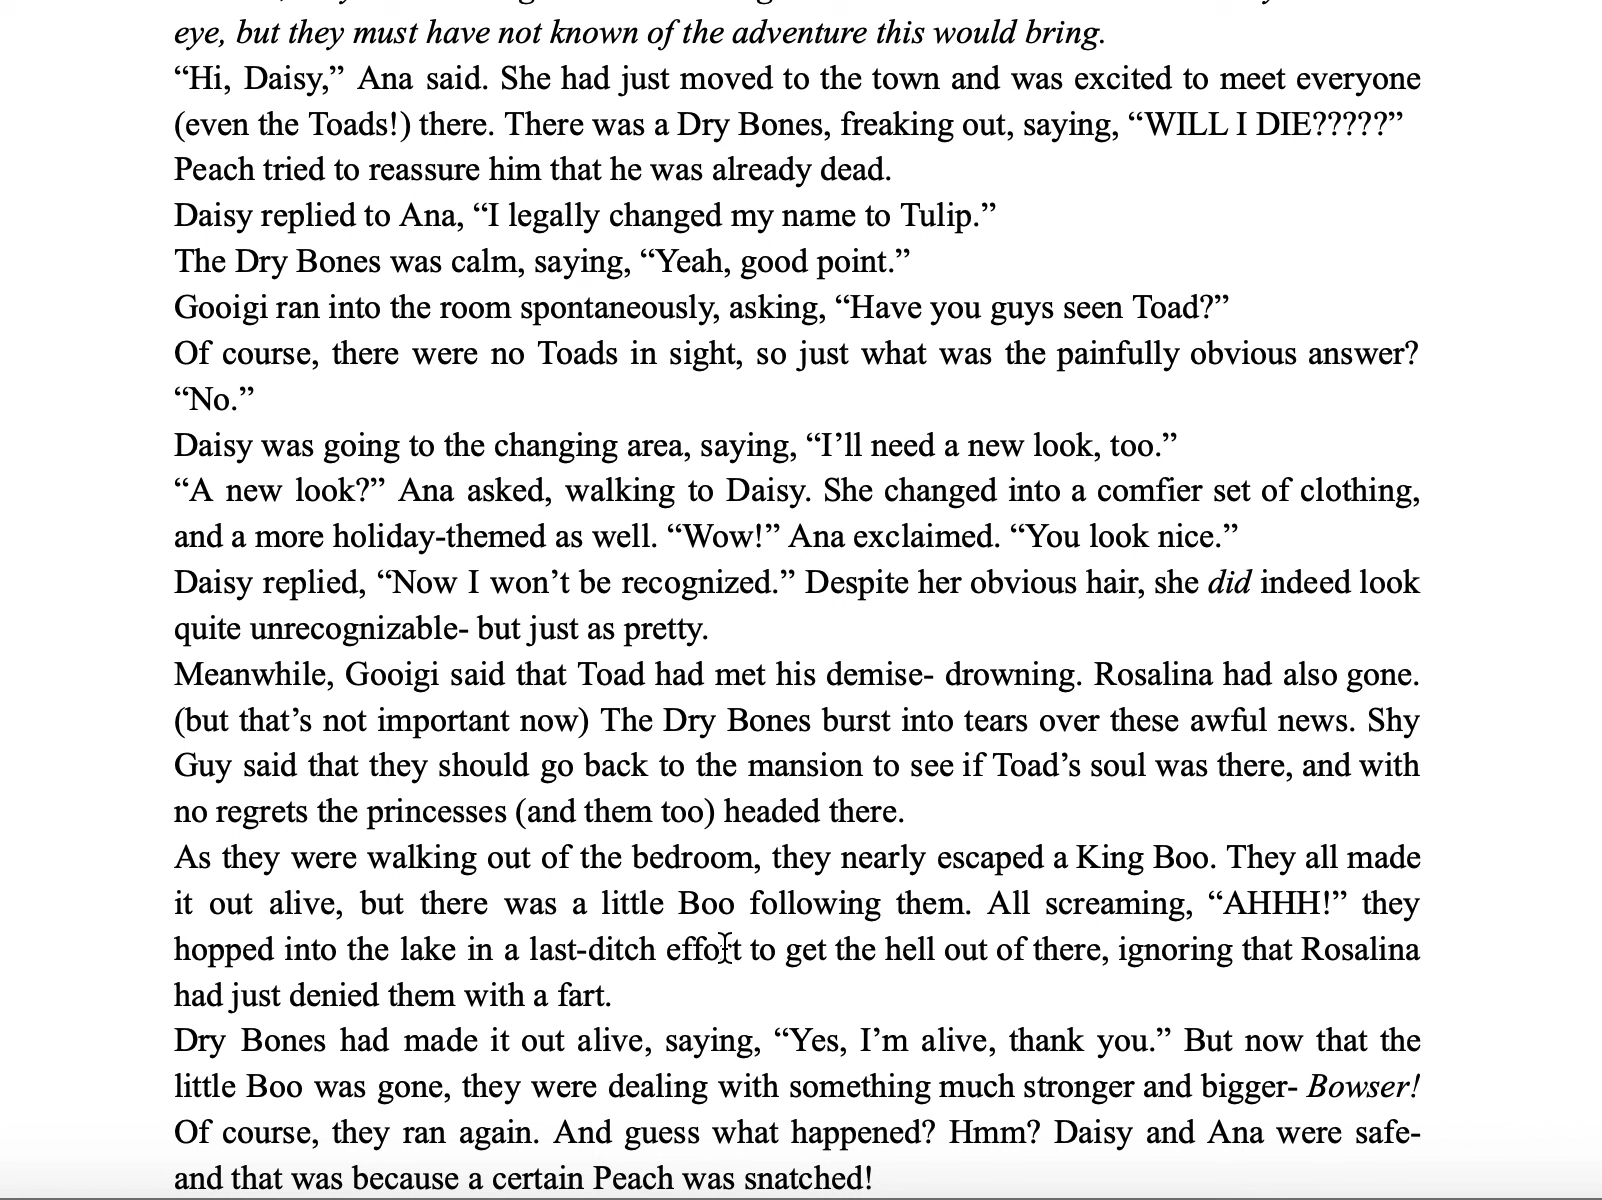 eye, but they must have not known of the adventure this would bring.
“Hi, Daisy,” Ana said. She had just moved to the town and was excited to meet everyone
(even the Toads!) there. There was a Dry Bones, freaking out, saying, “WILL I DIE?????”
Peach tried to reassure him that he was already dead.
Daisy replied to Ana, “I legally changed my name to Tulip.”
The Dry Bones was calm, saying, “Yeah, good point.”
Gooigi ran into the room spontaneously, asking, “Have you guys seen Toad?”
Of course, there were no Toads in sight, so just what was the painfully obvious answer?
“No.”
Daisy was going to the changing area, saying, “I’ll need a new look, too.”
“A new look?” Ana asked, walking to Daisy. She changed into a comfier set of clothing,
and a more holiday-themed as well. “Wow!” Ana exclaimed. “You look nice.”
Daisy replied, “Now I won’t be recognized.” Despite her obvious hair, she did indeed look
quite unrecognizable- but just as pretty.
Meanwhile, Gooigi said that Toad had met his demise- drowning. Rosalina had also gone.
(but that’s not important now) The Dry Bones burst into tears over these awful news. Shy
Guy said that they should go back to the mansion to see if Toad’s soul was there, and with
no regrets the princesses (and them too) headed there.
As they were walking out of the bedroom, they nearly escaped a King Boo. They all made
it out alive, but there was a little Boo following them. All screaming, “AHHH!” they
hopped into the lake in a last-ditch effort to get the hell out of there, ignoring that Rosalina
had just denied them with a fart.
Dry Bones had made it out alive, saying, “Yes, I’m alive, thank you.” But now that the
little Boo was gone, they were dealing with something much stronger and bigger- Bowser!
Of course, they ran again. And guess what happened? Hmm? Daisy and Ana were safe-
and that was because a certain Peach was snatched!